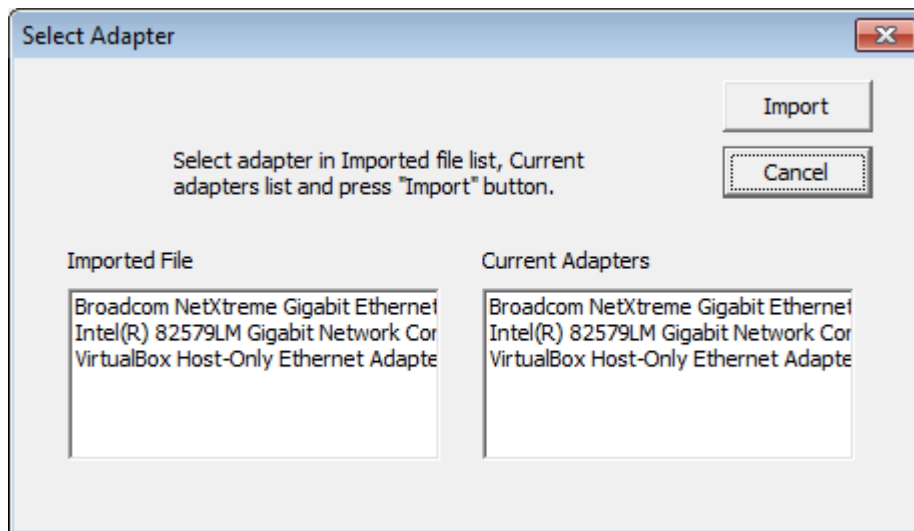 Select Adapter
Import
Select adapter in Imported file list, Current
adapters list and press "Import" button.
Cancel
Imported File
Current Adapters
Broadcom NetXtreme Gigabit Ethernet
Intel(R) 82579LM Gigabit Network Cor
VirtualBox Host-Only Ethernet Adapte
Broadcom NetXtreme Gigabit Ethernet
Intel(R) 82579LM Gigabit Network Cor
VirtualBox Host-Only Ethernet Adapte